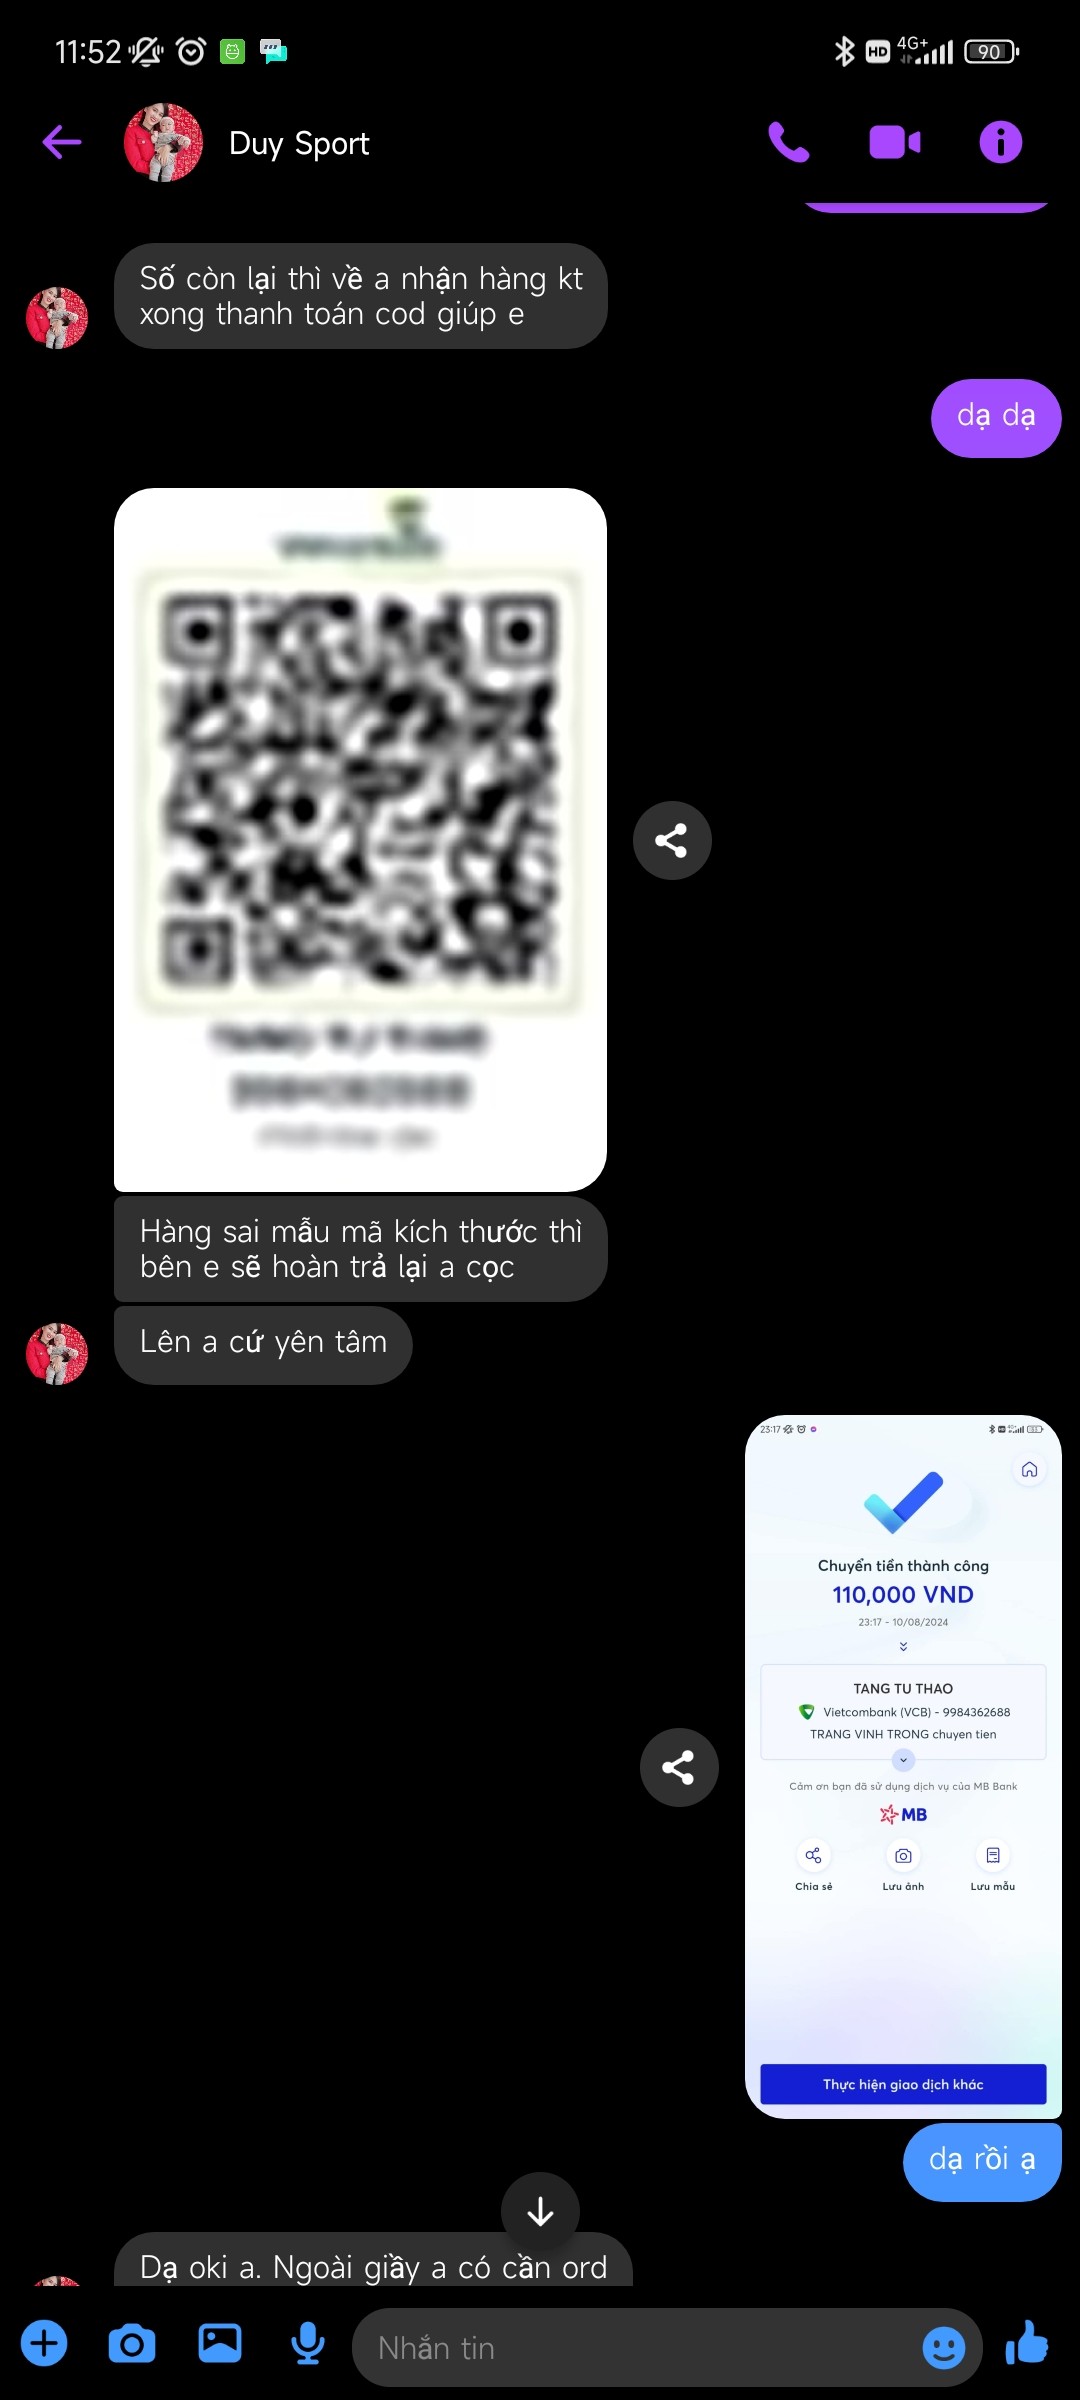 11:52
HD 4G+ 90
Duy Sport
Số còn lại thì về a nhận hàng kt
xong thanh toán cod giúp e
dạ dạ
Hàng sai mẫu mã kích thước thì
bên e sẽ hoàn trả lại a cọc
Lên a cứ yên tâm
23:17
Chuyển tiền thành công
110,000 VND
23:17 - 10/08/2024
TANG TU THAO
Vietcombank (VCB) - 9984362688
TRANG VINH TRONG chuyen tien
Cảm ơn bạn đã sử dụng dịch vụ của MB Bank
MB
Chia sẻ Lưu ảnh Lưu mẫu
Thực hiện giao dịch khác
dạ rồi ạ
Dạ oki a. Ngoài giầy a có cần ord
Nhắn tin